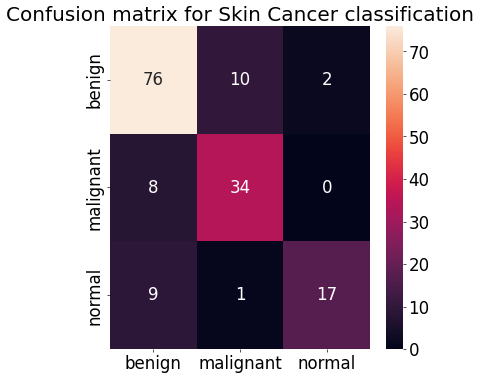 Confusion matrix for Skin Cancer classification
benign
76
10
2
malignant
8
34
0
normal
9
1
17
benign
malignant
normal
70
60
50
40
30
20
10
0